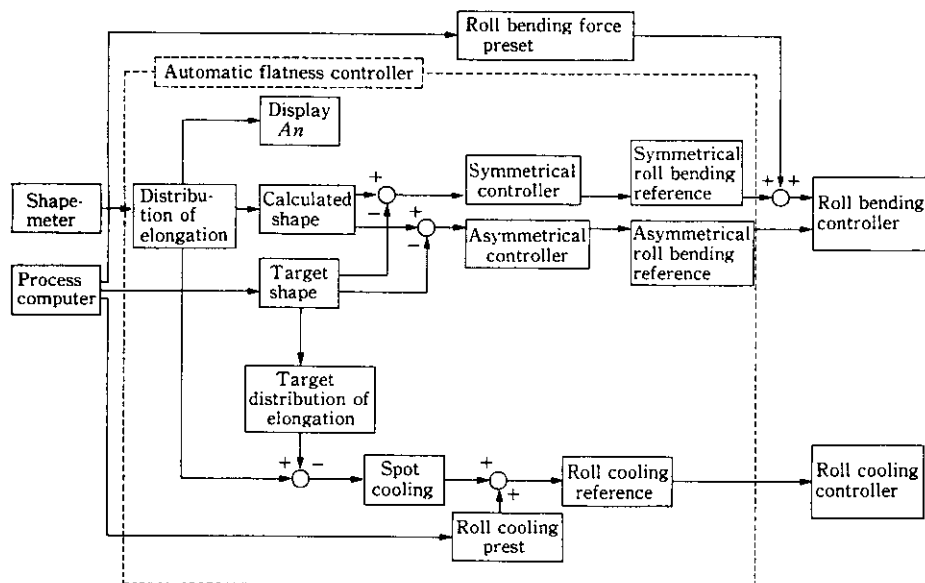 Roll bending force
preset
Automatic flatness controller
Display
An
+
Symmetrical
controller
Symmetrical
roll bending
reference
+ +
Shape-
meter
Distribu-
tion of
elongation
Calculated
shape
−
+
−
Asymmetrical
controller
Asymmetrical
roll bending
reference
Roll bending
controller
Process
computer
Target
shape
Target
distribution of
elongation
+ −
Spot
cooling
+
+
Roll cooling
reference
Roll cooling
controller
Roll cooling
prest